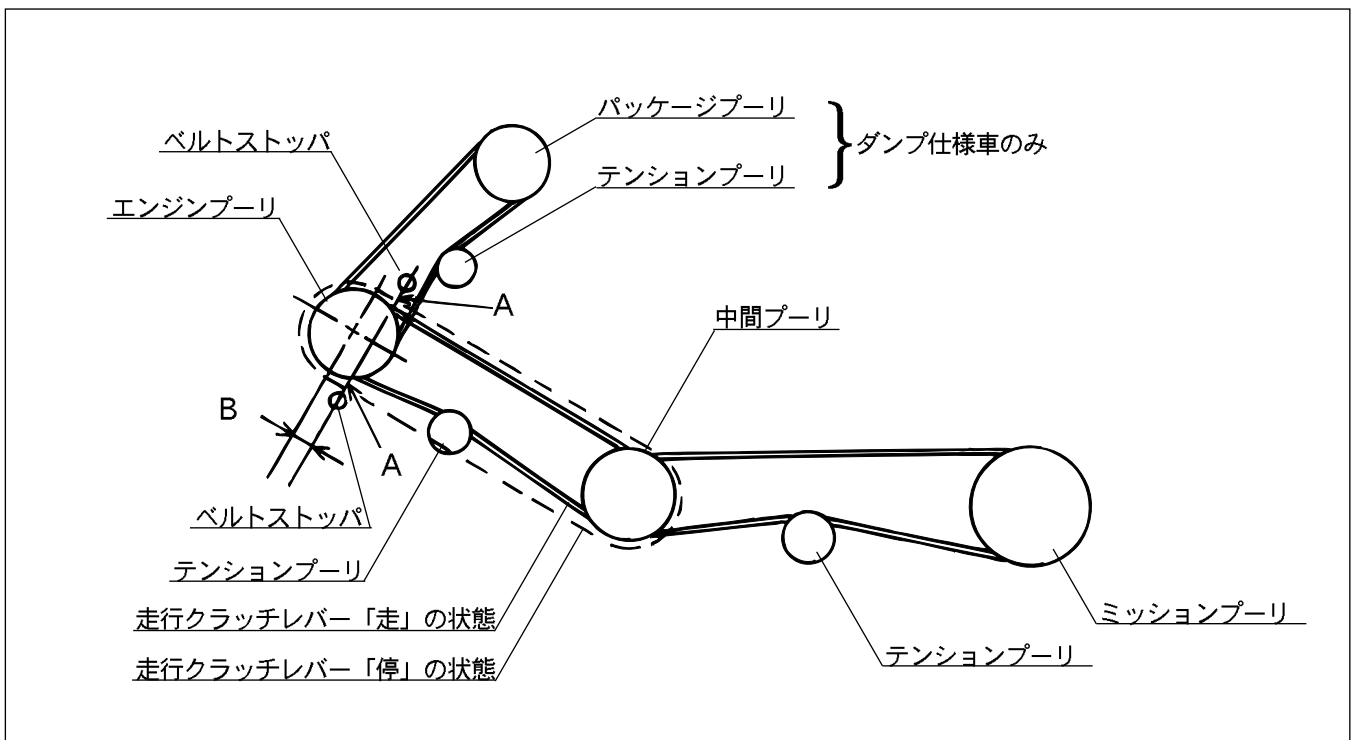 パッケージプーリ
ダンプ仕様車のみ
ベルトストッパ
テンションプーリ
エンジンプーリ
A
中間プーリ
B
A
ベルトストッパ
テンションプーリ
走行クラッチレバー「走」の状態
ミッションプーリ
テンションプーリ
走行クラッチレバー「停」の状態